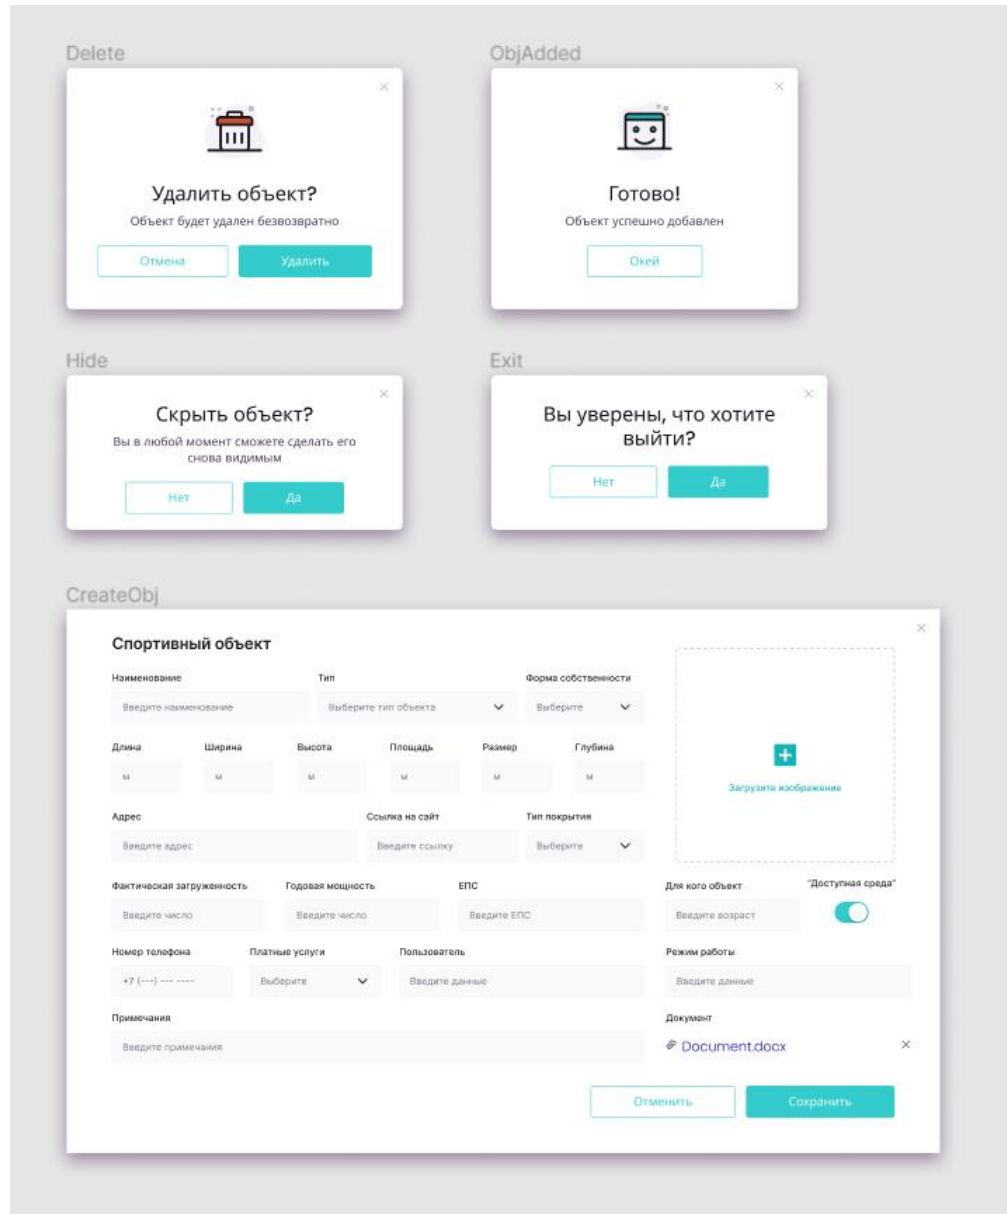 Delete
ObjAdded
Удалить объект?
Объект будет удален безвозвратно
Отмена
Удалить
Готово!
Объект успешно добавлен
Окей
Hide
Exit
Скрыть объект?
Вы в любой момент сможете сделать его
снова видимым
Нет
Да
Вы уверены, что хотите
выйти?
Нет
Да
CreateObj
Спортивный объект
Наименование
Тип
Форма собственности
Введите наименование
Выберите тип объекта
Выберите
Длина
Ширина
Высота
Площадь
Размер
Глубина
м
м
м
м
м
м
Загрузите изображение
Адрес
Ссылка на сайт
Тип покрытия
Введите адрес
Введите ссылку
Выберите
Фактическая загруженность
Годовая мощность
ЕПС
Для кого объект
"Доступная среда"
Введите число
Введите число
Введите ЕПС
Введите возраст
Номер телефона
Платные услуги
Пользователь
Режим работы
+7 (---) --- ----
Выберите
Введите данные
Введите данные
Примечания
Документ
Введите примечания
Document.docx
Отменить
Сохранить